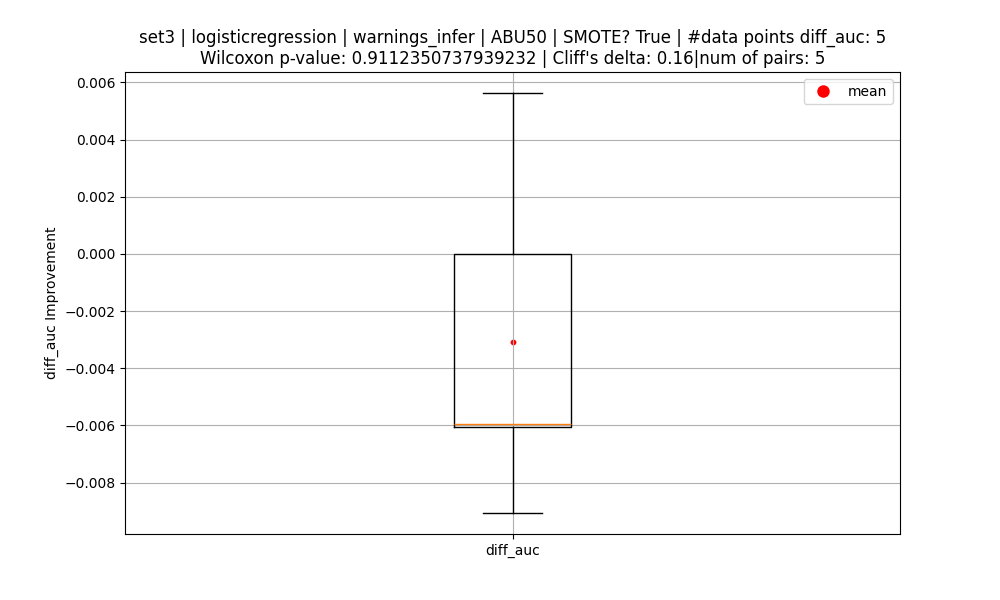 set3 | logisticregression | warnings_infer | ABU50 | SMOTE? True | #data points diff_auc: 5
Wilcoxon p-value: 0.9112350737939232 | Cliff's delta: 0.16|num of pairs: 5
mean
0.006
0.004
0.002
0.000
−0.002
−0.004
−0.006
−0.008
diff_auc Improvement
diff_auc